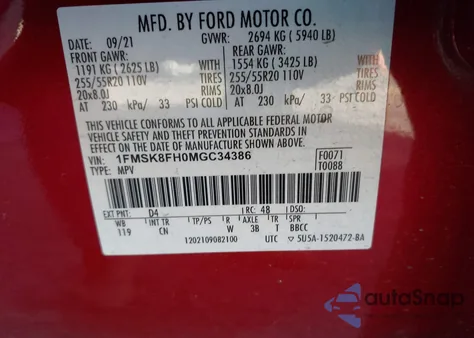 MFD. BY FORD MOTOR CO.
DATE: 09/21 GVWR: 2694 KG ( 5940 LB)
FRONT GAWR: REAR GAWR:
1191 KG ( 2625 LB) WITH 1554 KG ( 3425 LB) WITH
255/55R20 110V TIRES 255/55R20 110V TIRES
20x8.0J RIMS 20x8.0J RIMS
AT 230 kPa/ 33 PSI COLD AT 230 kPa/ 33 PSI COLD
THIS VEHICLE CONFORMS TO ALL APPLICABLE FEDERAL MOTOR
VEHICLE SAFETY AND THEFT PREVENTION STANDARDS IN
EFFECT ON THE DATE OF MANUFACTURE SHOWN ABOVE.
VIN: 1FMSK8FH0MGC34386 F0071
TYPE: MPV T0088
EXT PNT: D4 RC: 48 DSO:
WB INT TR TP/PS R AXLE TR SPR
119 CN W 3B T BBCC
1202109082100 UTC 5U5A-1520472-BA
autoSnap